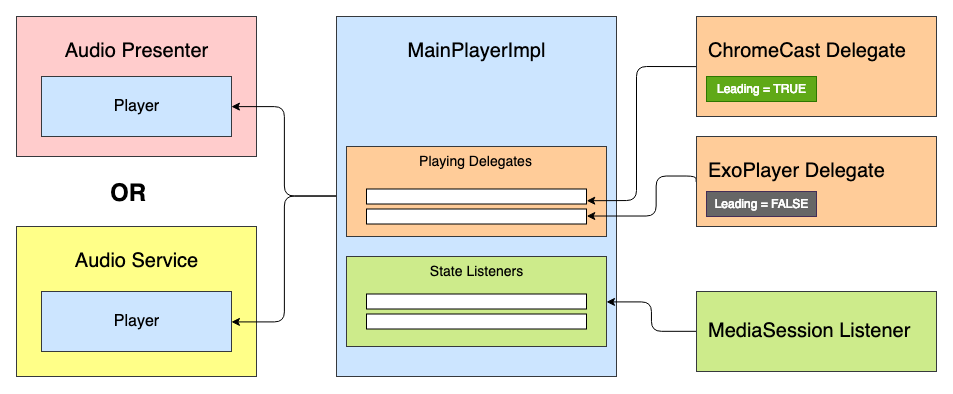 Audio Presenter
Player
OR
Audio Service
Player
MainPlayerImpl
Playing Delegates
State Listeners
ChromeCast Delegate
Leading = TRUE
ExoPlayer Delegate
Leading = FALSE
MediaSession Listener